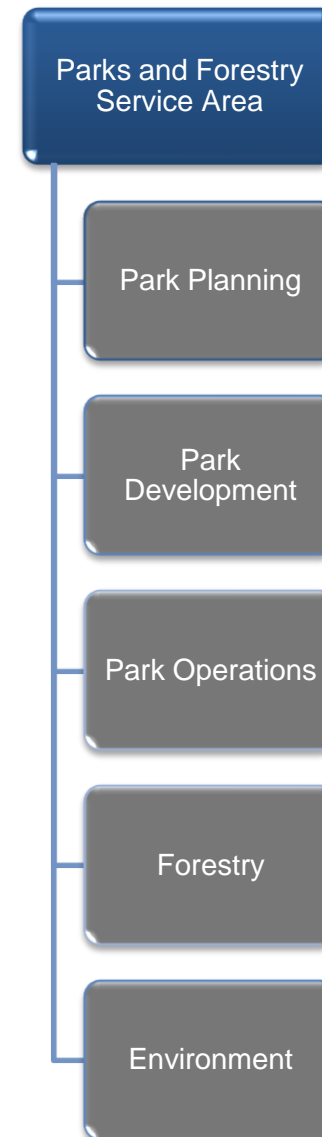 Parks and Forestry
Service Area
Park Planning
Park
Development
Park Operations
Forestry
Environment